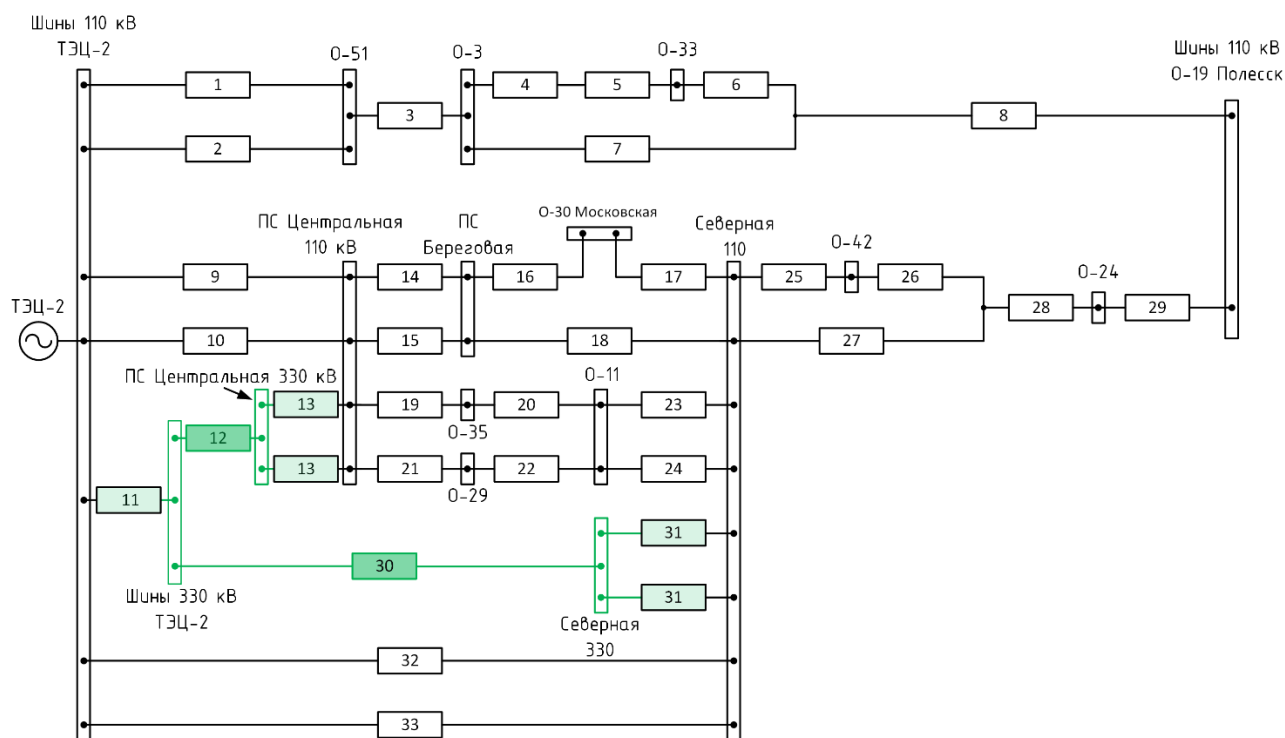 Шины 110 кВ
ТЭЦ-2
О-51
О-3
О-33
Шины 110 кВ
О-19 Полесск
1
4
5
6
3
8
2
7
ПС Центральная
110 кВ
ПС
Береговая
О-30 Московская
Северная
110
О-42
О-24
9
14
16
17
25
26
28
29
ТЭЦ-2
10
15
18
27
ПС Центральная 330 кВ
О-11
13
19
20
23
О-35
12
13
21
22
24
О-29
11
31
30
31
Шины 330 кВ
ТЭЦ-2
Северная
330
32
33